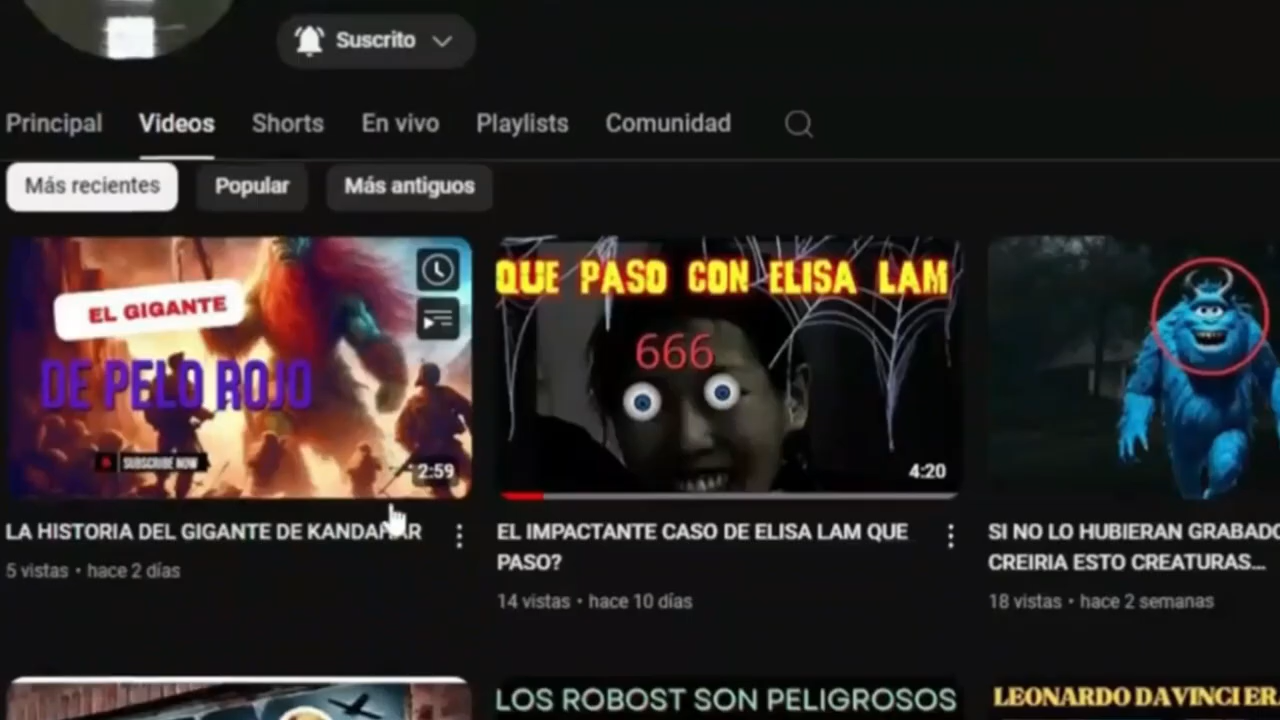 Suscrito
Principal Videos Shorts En vivo Playlists Comunidad
Más recientes Popular Más antiguos
EL GIGANTE
DE PELO ROJO
SUBSCRIBE NOW
2:59
QUE PASO CON ELISA LAM
666
4:20
LA HISTORIA DEL GIGANTE DE KANDAHAR
5 vistas • hace 2 días
EL IMPACTANTE CASO DE ELISA LAM QUE
PASO?
14 vistas • hace 10 días
SI NO LO HUBIERAN GRABADO
CREIRIA ESTO CREATURAS...
18 vistas • hace 2 semanas
LOS ROBOST SON PELIGROSOS
LEONARDO DAVINCI ER